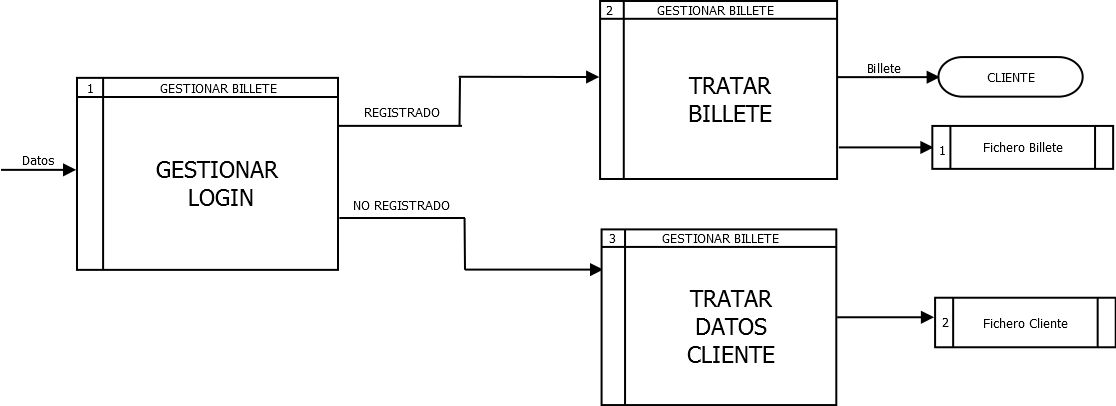 Datos
1
GESTIONAR BILLETE
GESTIONAR
LOGIN
REGISTRADO
NO REGISTRADO
2
GESTIONAR BILLETE
TRATAR
BILLETE
Billete
CLIENTE
1
Fichero Billete
3
GESTIONAR BILLETE
TRATAR
DATOS
CLIENTE
2
Fichero Cliente